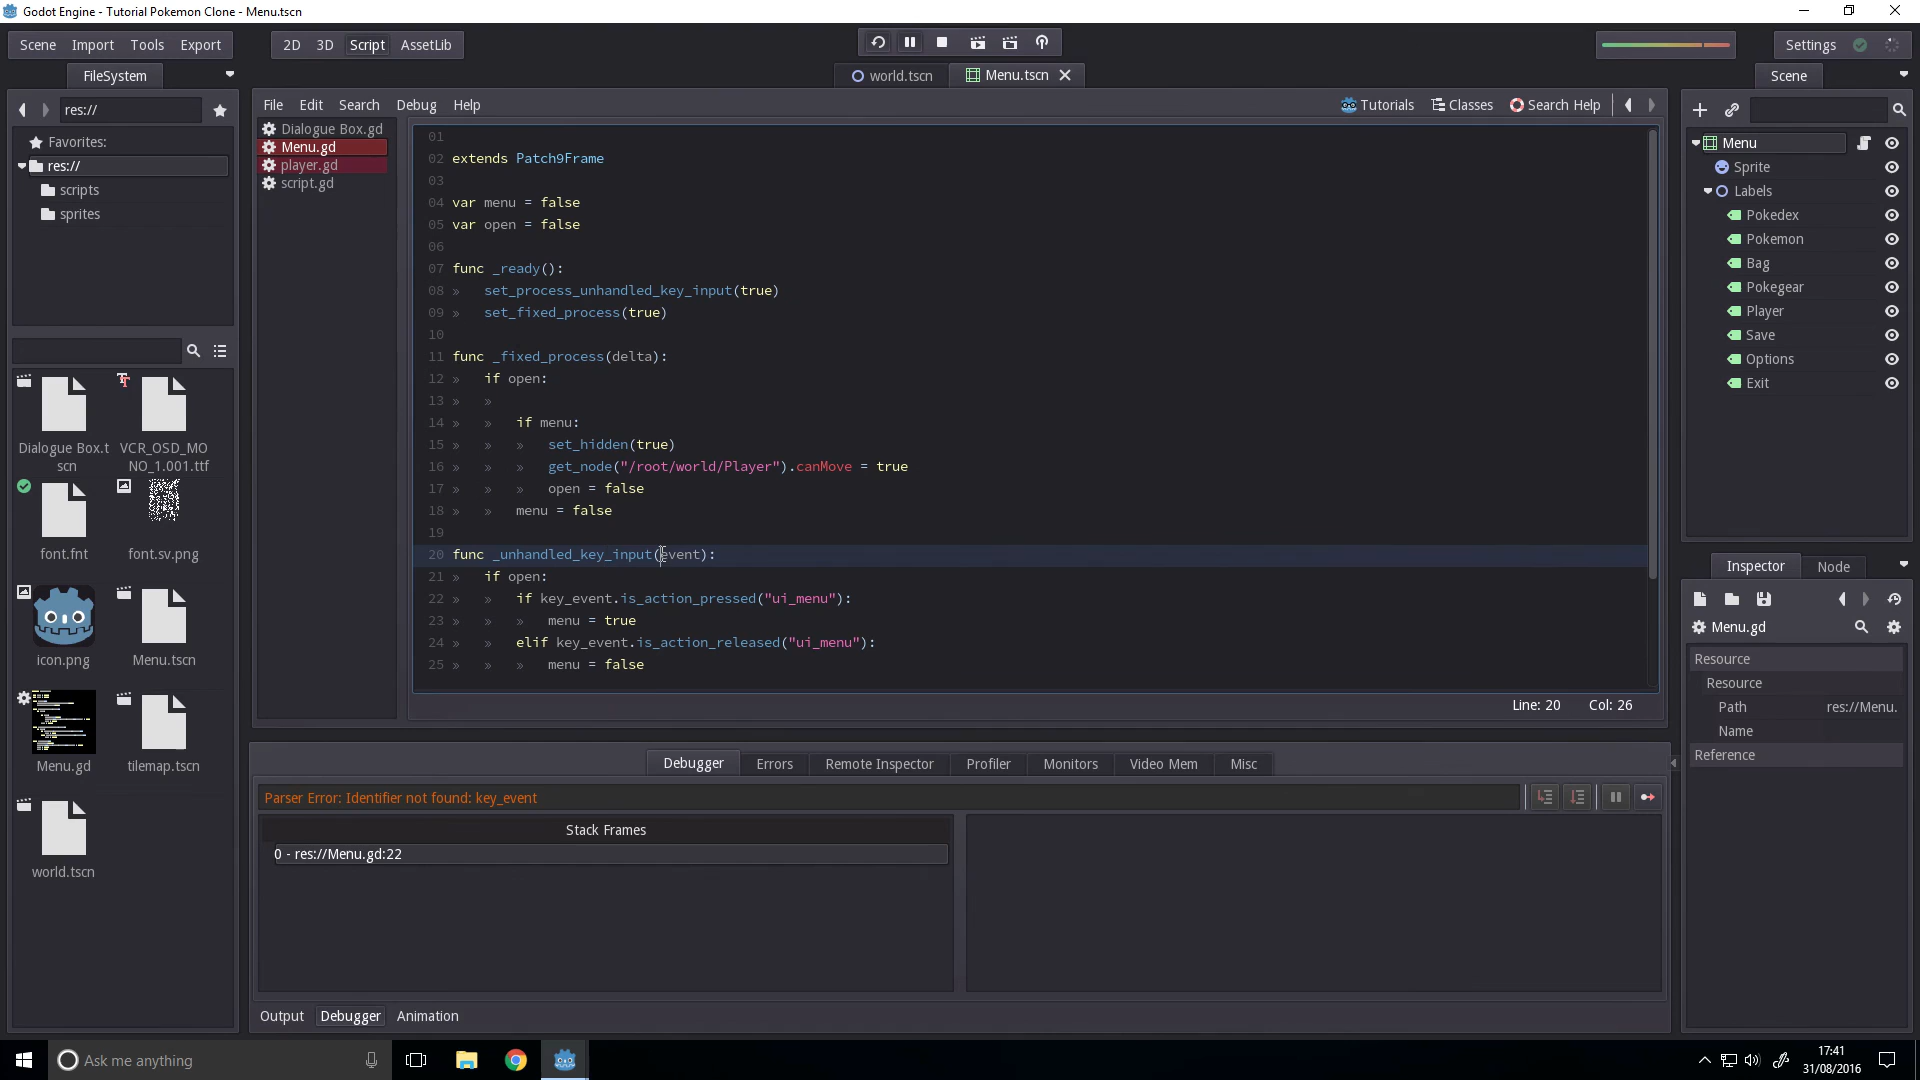 Godot Engine - Tutorial Pokemon Clone - Menu.tscn
Scene Import Tools Export
2D 3D Script AssetLib
Settings
FileSystem
world.tscn
Menu.tscn
Scene
res://
File Edit Search Debug Help
Tutorials Classes Search Help
Favorites:
res://
scripts
sprites
Dialogue Box.gd
Menu.gd
player.gd
script.gd
01
02 extends Patch9Frame
03
04 var menu = false
05 var open = false
06
07 func _ready():
08 » set_process_unhandled_key_input(true)
09 » set_fixed_process(true)
10
11 func _fixed_process(delta):
12 » if open:
13 » »
14 » » if menu:
15 » » » set_hidden(true)
16 » » » get_node("/root/world/Player").canMove = true
17 » » » open = false
18 » » menu = false
19
20 func _unhandled_key_input(event):
21 » if open:
22 » » if key_event.is_action_pressed("ui_menu"):
23 » » » menu = true
24 » » elif key_event.is_action_released("ui_menu"):
25 » » » menu = false
Line: 20 Col: 26
Menu
Sprite
Labels
Pokedex
Pokemon
Bag
Pokegear
Player
Save
Options
Exit
Dialogue Box.t
scn
VCR_OSD_MO
NO_1.001.ttf
font.fnt
font.sv.png
icon.png
Menu.tscn
Menu.gd
tilemap.tscn
world.tscn
Inspector Node
Menu.gd
Resource
Resource
Path res://Menu.
Name
Reference
Debugger Errors Remote Inspector Profiler Monitors Video Mem Misc
Parser Error: Identifier not found: key_event
Stack Frames
0 - res://Menu.gd:22
Output Debugger Animation
Ask me anything
17:41
31/08/2016